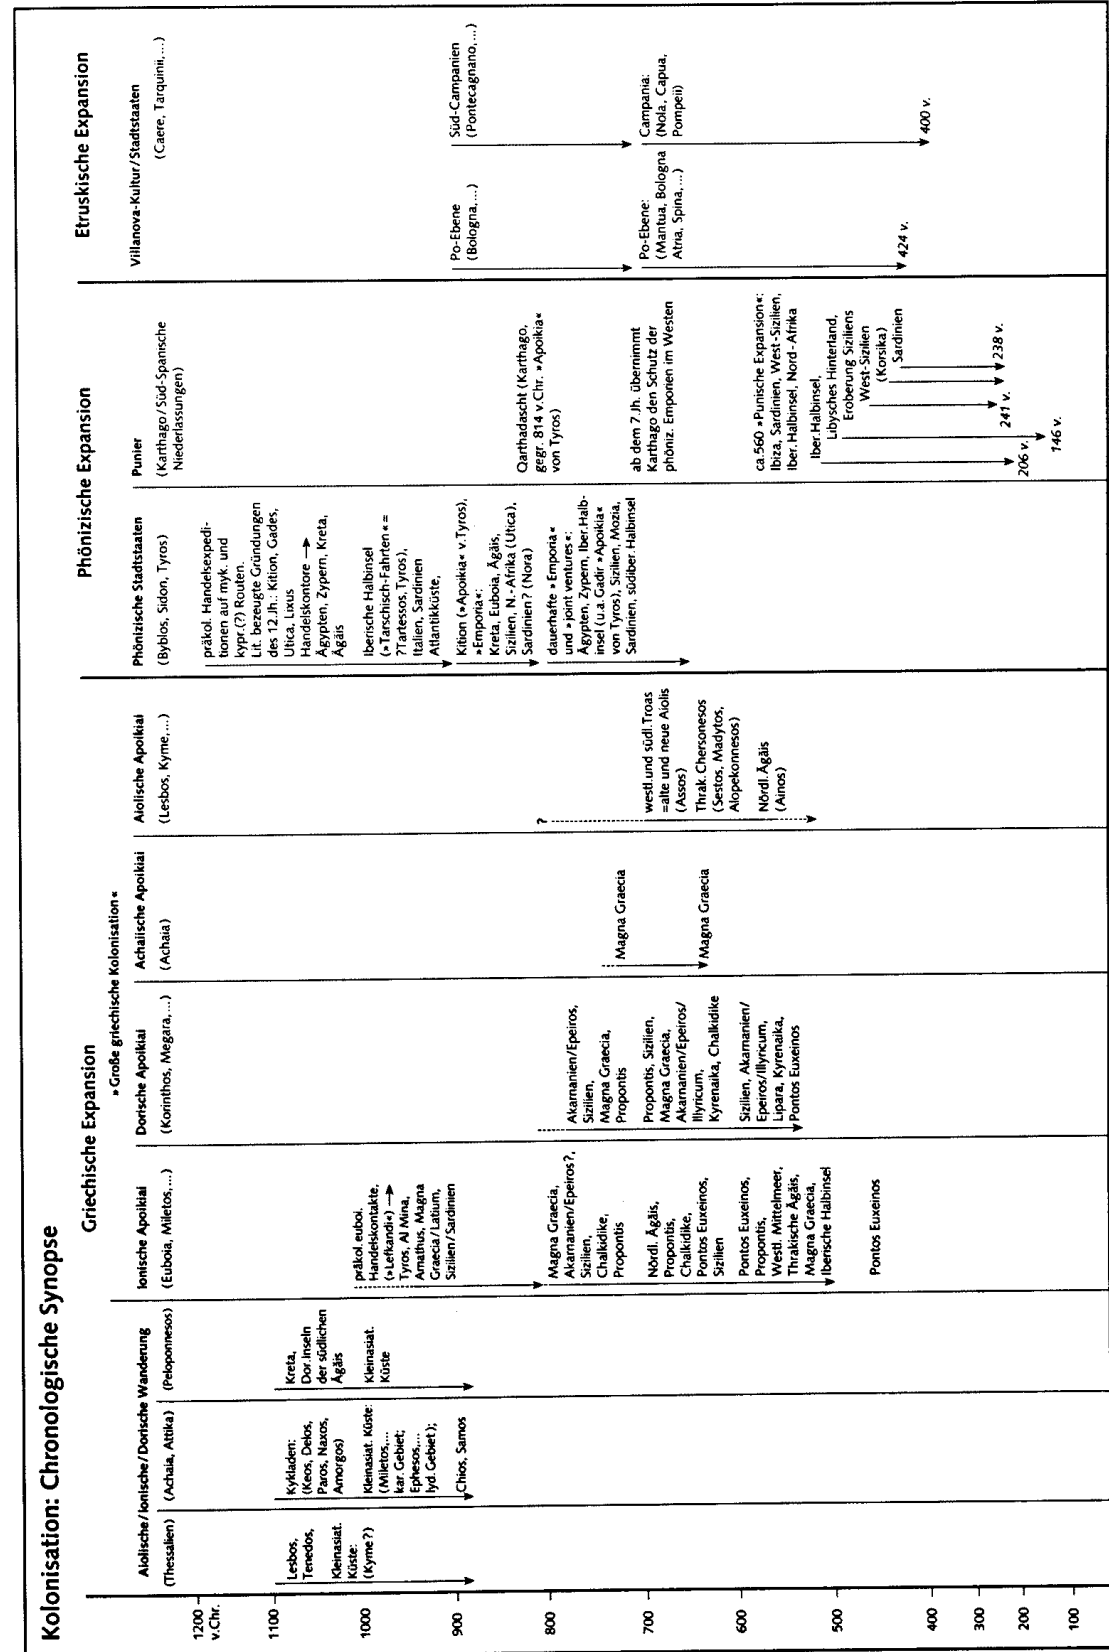 Kolonisation: Chronologische Synopse
Griechische Expansion
Aiolische/Ionische/Dorische Wanderung
(Thessalien)
Lesbos,
Tenedos,
Kleinasiat.
Küste:
(Kyme?)
(Achaia, Attika)
Kykladen:
(Keos, Delos,
Paros, Naxos,
Amorgos)
Kleinasiat. Küste:
(Miletos,...
kar. Gebiet;
Ephesos,...
lyd. Gebiet);
Chios, Samos
(Peloponnesos)
Kreta,
Dor. Inseln
der südlichen
Ägäis
Kleinasiat.
Küste
»Große griechische Kolonisation«
Ionische Apoikiai
(Euboia, Miletos,...)
präkol. euboi.
Handelskontakte,
(»Lefkandi«) →
Tyros, Al Mina,
Amathus, Magna
Graecia/Latium,
Sizilien/Sardinien
Magna Graecia,
Akarnanien/Epeiros?,
Sizilien,
Chalkidike,
Propontis
Nördl. Ägäis,
Propontis,
Chalkidike,
Pontos Euxeinos,
Sizilien
Pontos Euxeinos,
Propontis,
Westl. Mittelmeer,
Thrakische Ägäis,
Magna Graecia,
Iberische Halbinsel
Pontos Euxeinos
Dorische Apoikiai
(Korinthos, Megara,...)
Akarnanien/Epeiros,
Sizilien,
Magna Graecia,
Propontis
Propontis, Sizilien,
Magna Graecia,
Akarnanien/Epeiros/
Illyricum,
Kyrenaika, Chalkidike
Sizilien, Akarnanien/
Epeiros/Illyricum,
Lipara, Kyrenaika,
Pontos Euxeinos
Achaiische Apoikiai
(Achaia)
Magna Graecia
Magna Graecia
Aiolische Apoikiai
(Lesbos, Kyme,...)
?
westl. und südl. Troas
=alte und neue Aiolis
(Assos)
Thrak. Chersonesos
(Sestos, Madytos,
Alopekonnesos)
Nördl. Ägäis
(Ainos)
Phönizische Expansion
Phönizische Stadtstaaten
(Byblos, Sidon, Tyros)
präkol. Handelsexpedi-
tionen auf myk. und
kypr.(?) Routen.
Lit. bezeugte Gründungen
des 12. Jh.: Kition, Gades,
Utica, Lixus
Handelskontore →
Ägypten, Zypern, Kreta,
Ägäis
Iberische Halbinsel
(»Tarschisch-Fahrten« =
?Tartessos, Tyros),
Italien, Sardinien
Atlantikküste,
Kition (»Apoikia« v. Tyros),
»Emporia«:
Kreta, Euboia, Ägäis,
Sizilien, N.-Afrika (Utica),
Sardinien? (Nora)
dauerhafte »Emporia«
und »joint ventures«:
Ägypten, Zypern, Iber. Halb-
insel (u.a. Gadir »Apoikia«
von Tyros), Sizilien, Mozia,
Sardinien, südiber. Halbinsel
Punier
(Karthago/Süd-Spanische
Niederlassungen)
Qarthadascht (Karthago,
gegr. 814 v.Chr. »Apoikia«
von Tyros)
ab dem 7. Jh. übernimmt
Karthago den Schutz der
phöniz. Emporien im Westen
ca. 560 »Punische Expansion«:
Ibiza, Sardinien, West-Sizilien,
Iber. Halbinsel, Nord-Afrika
Iber. Halbinsel,
Libysches Hinterland,
Eroberung Siziliens
West-Sizilien
(Korsika)
Sardinien
206 v.
146 v.
241 v.
238 v.
Etruskische Expansion
Villanova-Kultur/Stadtstaaten
(Caere, Tarquinii,...)
Po-Ebene
(Bologna,...)
Po-Ebene:
(Mantua, Bologna
Atria, Spina,...)
424 v.
Süd-Campanien
(Pontecagnano,...)
Campania:
(Nola, Capua,
Pompeii)
400 v.
1200
v.Chr.
1100
1000
900
800
700
600
500
400
300
200
100